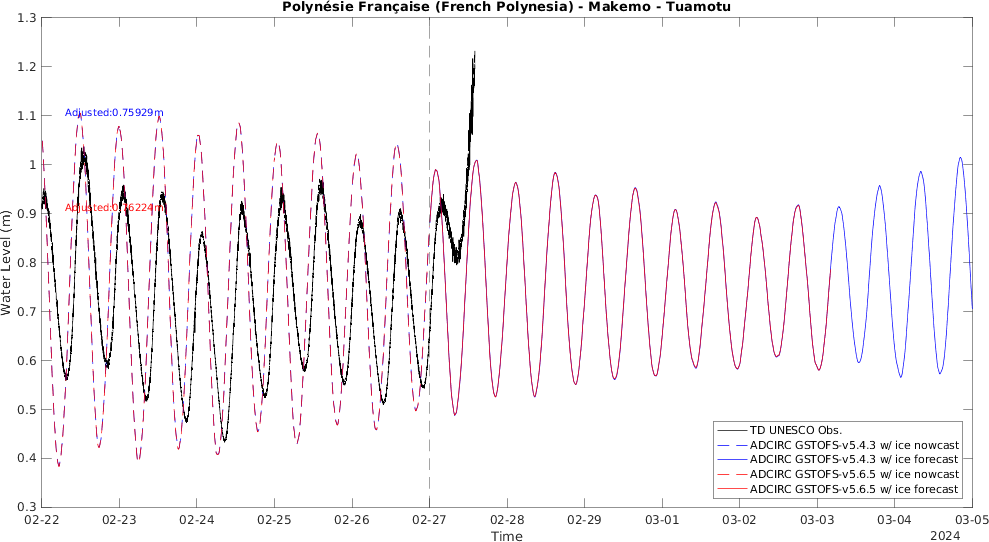 Polynésie Française (French Polynesia) - Makemo - Tuamotu
1.3
1.2
1.1
1
0.9
0.8
0.7
0.6
0.5
0.4
0.3
Water Level (m)
Adjusted:0.75929m
Adjusted:0.76224m
TD UNESCO Obs.
ADCIRC GSTOFS-v5.4.3 w/ ice nowcast
ADCIRC GSTOFS-v5.4.3 w/ ice forecast
ADCIRC GSTOFS-v5.6.5 w/ ice nowcast
ADCIRC GSTOFS-v5.6.5 w/ ice forecast
02-22 02-23 02-24 02-25 02-26 02-27 02-28 02-29 03-01 03-02 03-03 03-04 03-05
Time
2024